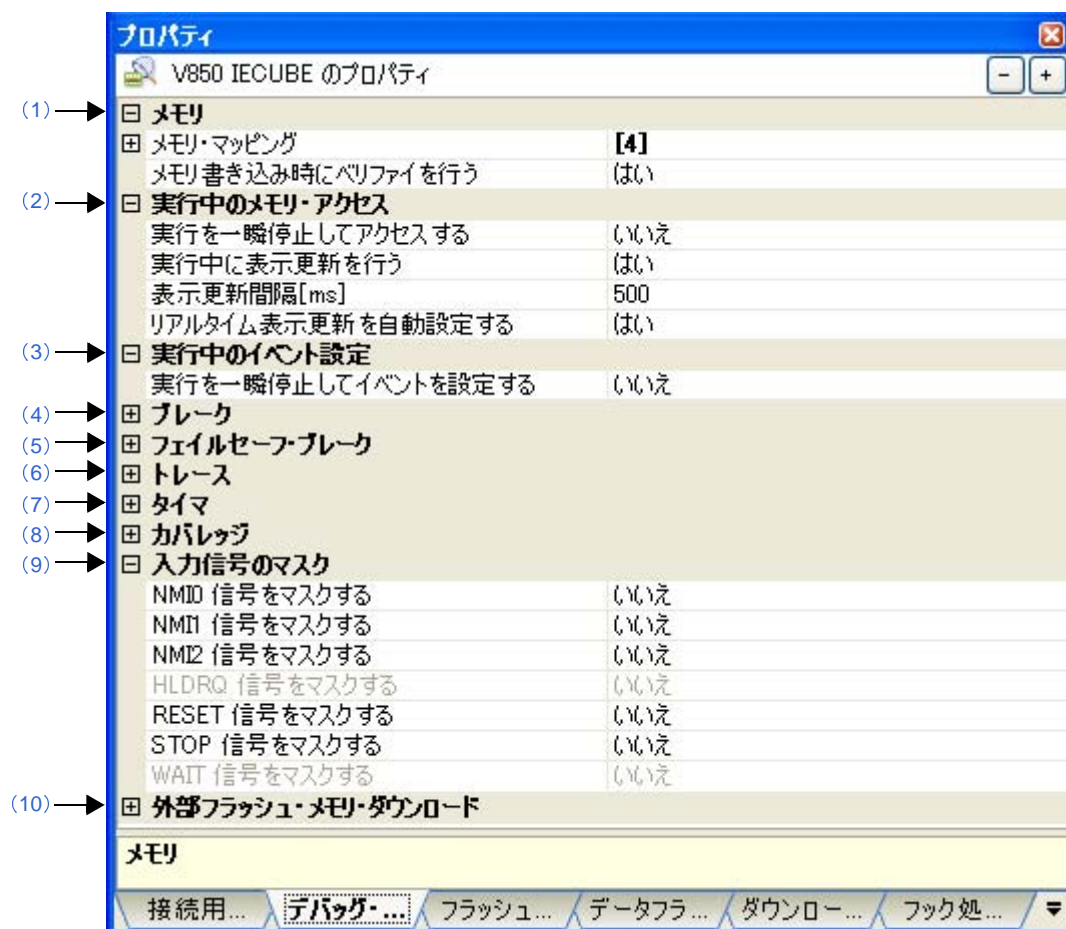 プロパティ
V850 IECUBE のプロパティ
(1) メモリ
メモリ・マッピング [4]
メモリ書き込み時にベリファイを行う はい
(2) 実行中のメモリ・アクセス
実行を一瞬停止してアクセスする いいえ
実行中に表示更新を行う はい
表示更新間隔[ms] 500
リアルタイム表示更新を自動設定する はい
(3) 実行中のイベント設定
実行を一瞬停止してイベントを設定する いいえ
(4) ブレーク
(5) フェイルセーフ・ブレーク
(6) トレース
(7) タイマ
(8) カバレッジ
(9) 入力信号のマスク
NMI0 信号をマスクする いいえ
NMI1 信号をマスクする いいえ
NMI2 信号をマスクする いいえ
HLDRQ 信号をマスクする いいえ
RESET 信号をマスクする いいえ
STOP 信号をマスクする いいえ
WAIT 信号をマスクする いいえ
(10) 外部フラッシュ・メモリ・ダウンロード
メモリ
接続用... デバッグ・... フラッシュ... データフラ... ダウンロー... フック処...